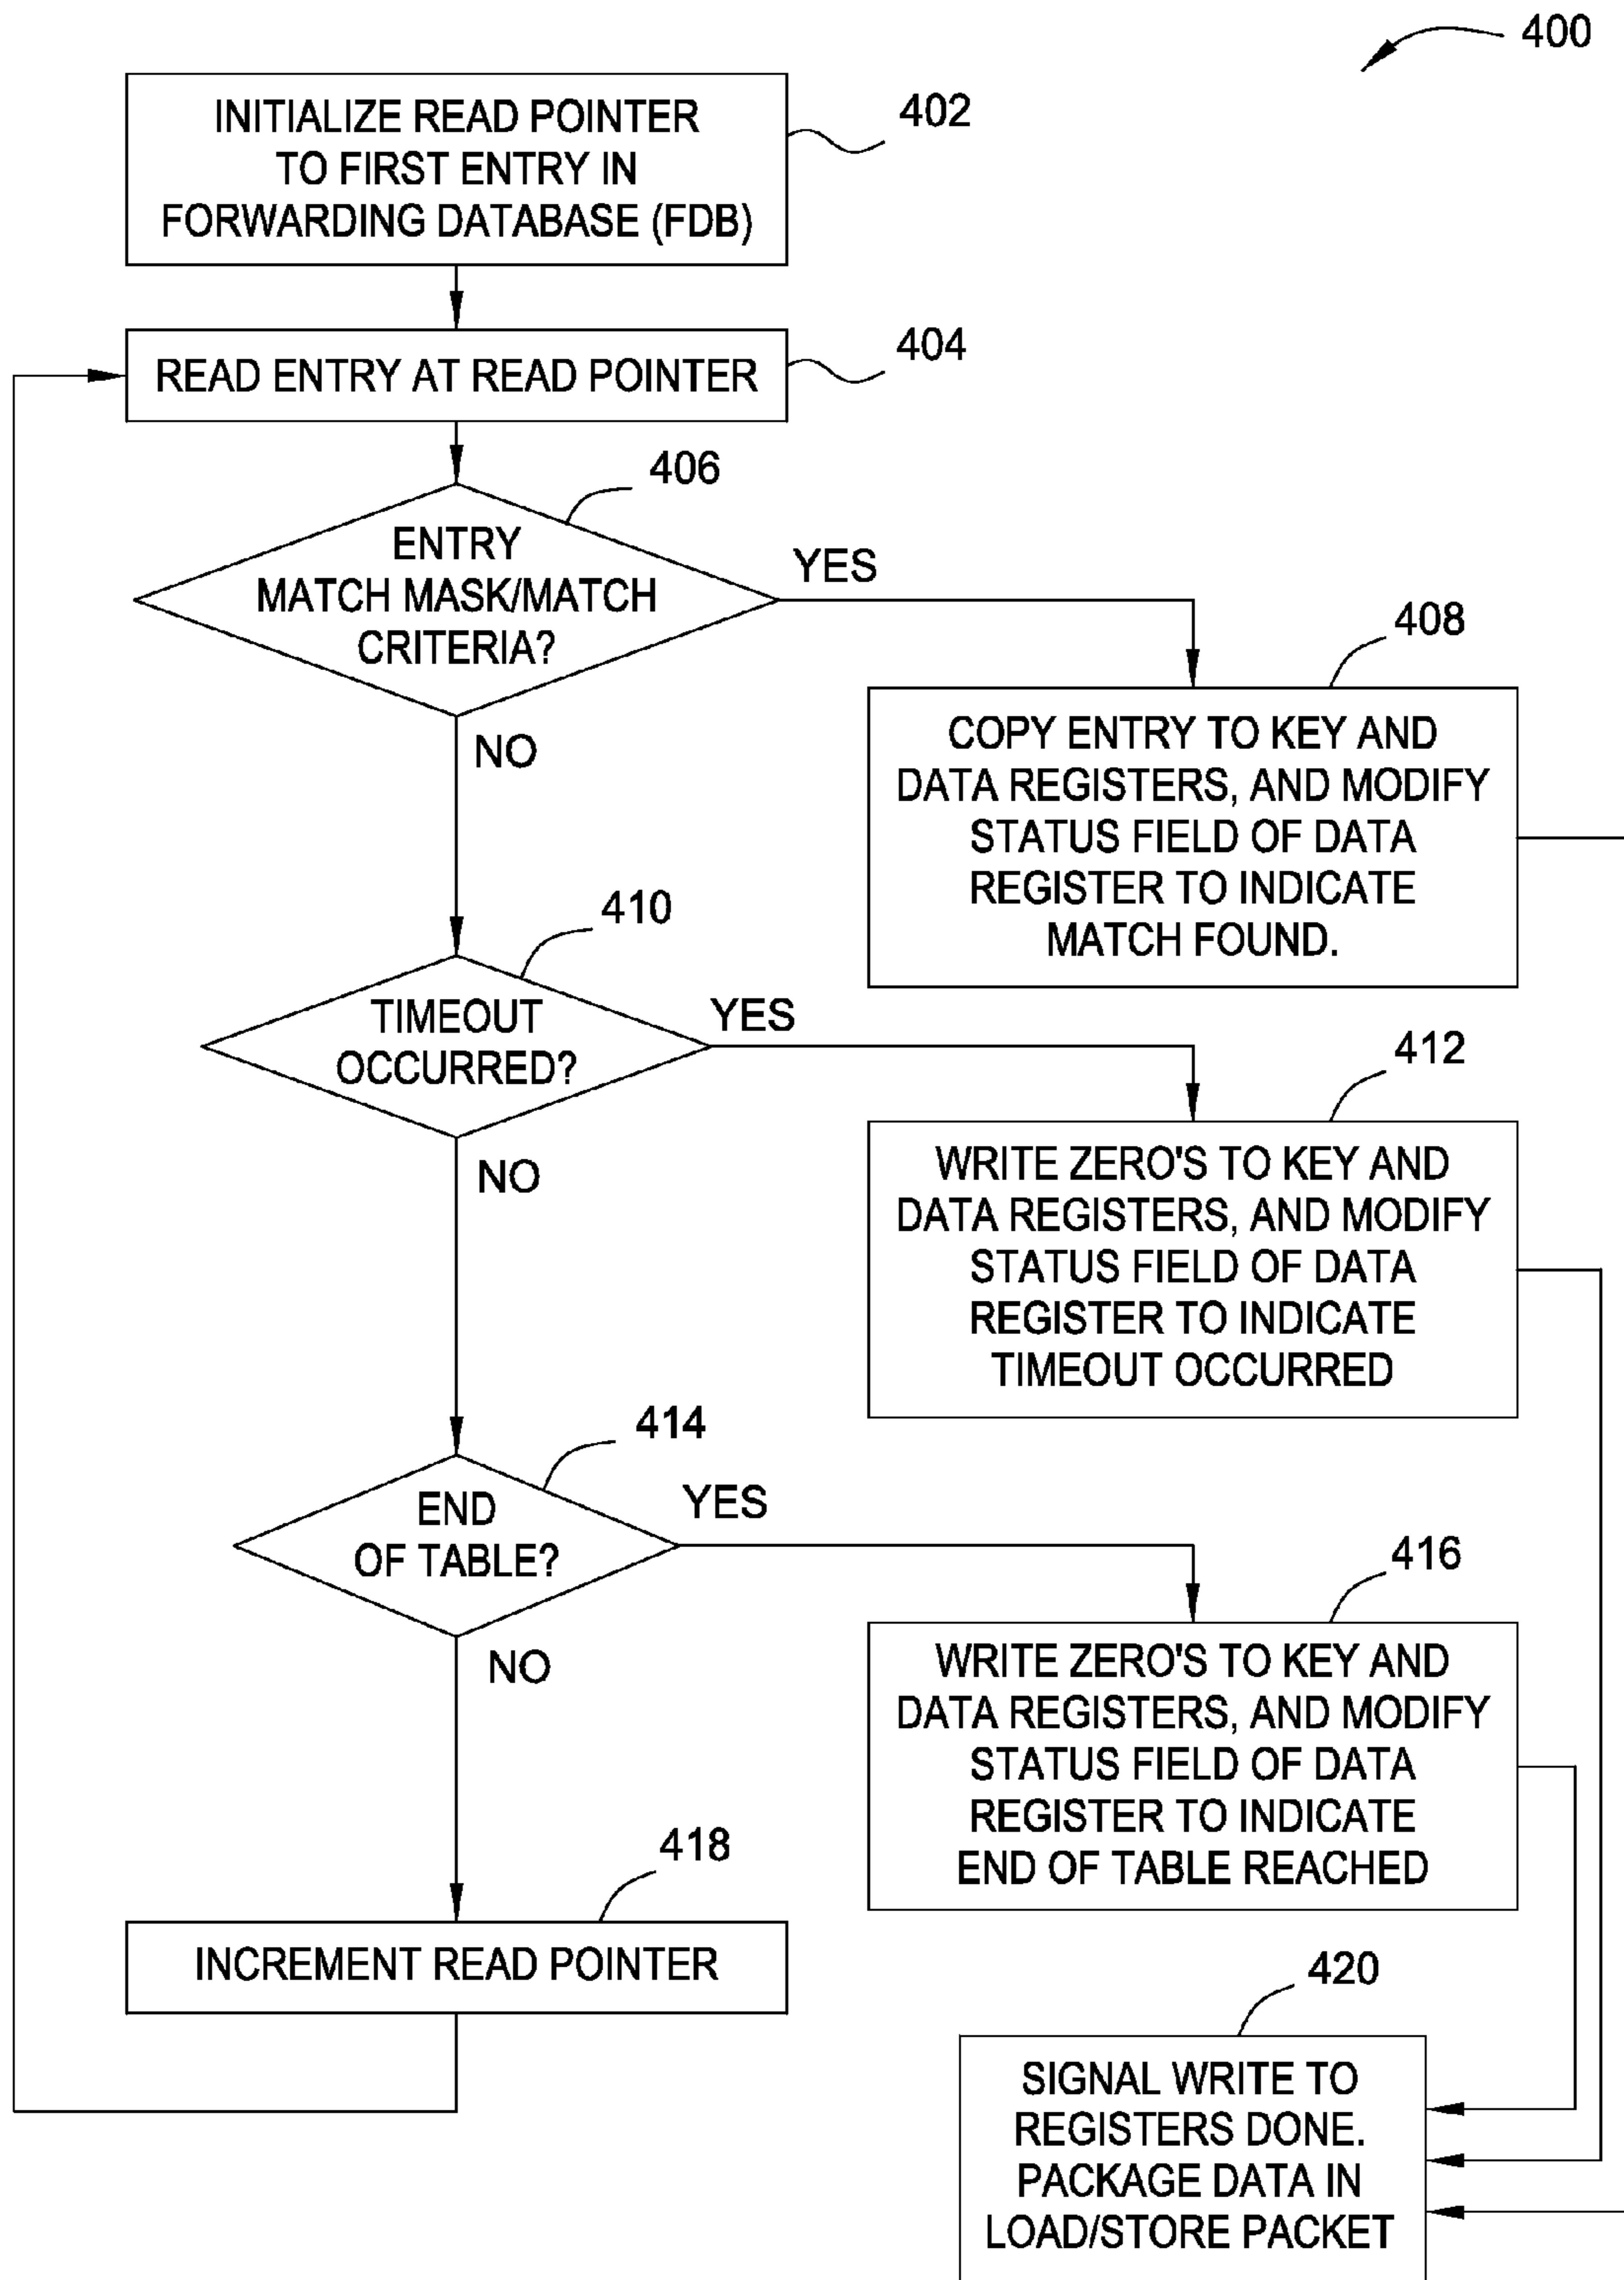 400
INITIALIZE READ POINTER
TO FIRST ENTRY IN
FORWARDING DATABASE (FDB)
402
READ ENTRY AT READ POINTER
404
406
ENTRY
MATCH MASK/MATCH
CRITERIA?
YES
NO
408
COPY ENTRY TO KEY AND
DATA REGISTERS, AND MODIFY
STATUS FIELD OF DATA
REGISTER TO INDICATE
MATCH FOUND.
410
TIMEOUT
OCCURRED?
YES
NO
412
WRITE ZERO'S TO KEY AND
DATA REGISTERS, AND MODIFY
STATUS FIELD OF DATA
REGISTER TO INDICATE
TIMEOUT OCCURRED
414
END
OF TABLE?
YES
NO
416
WRITE ZERO'S TO KEY AND
DATA REGISTERS, AND MODIFY
STATUS FIELD OF DATA
REGISTER TO INDICATE
END OF TABLE REACHED
418
INCREMENT READ POINTER
420
SIGNAL WRITE TO
REGISTERS DONE.
PACKAGE DATA IN
LOAD/STORE PACKET